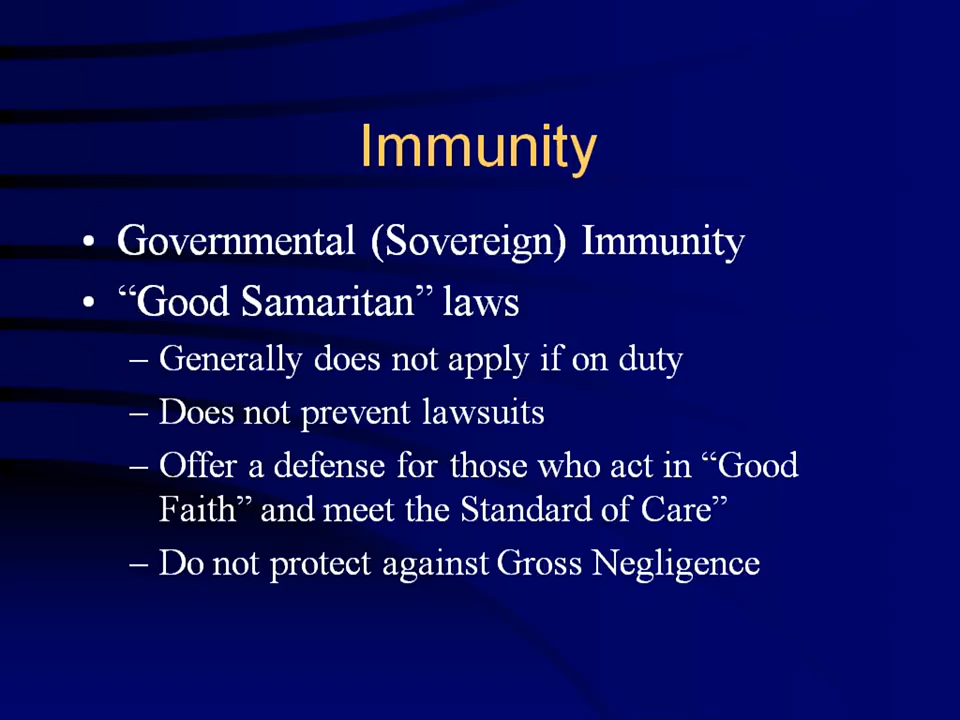 Immunity
• Governmental (Sovereign) Immunity
• “Good Samaritan” laws
– Generally does not apply if on duty
– Does not prevent lawsuits
– Offer a defense for those who act in “Good
Faith” and meet the Standard of Care”
– Do not protect against Gross Negligence